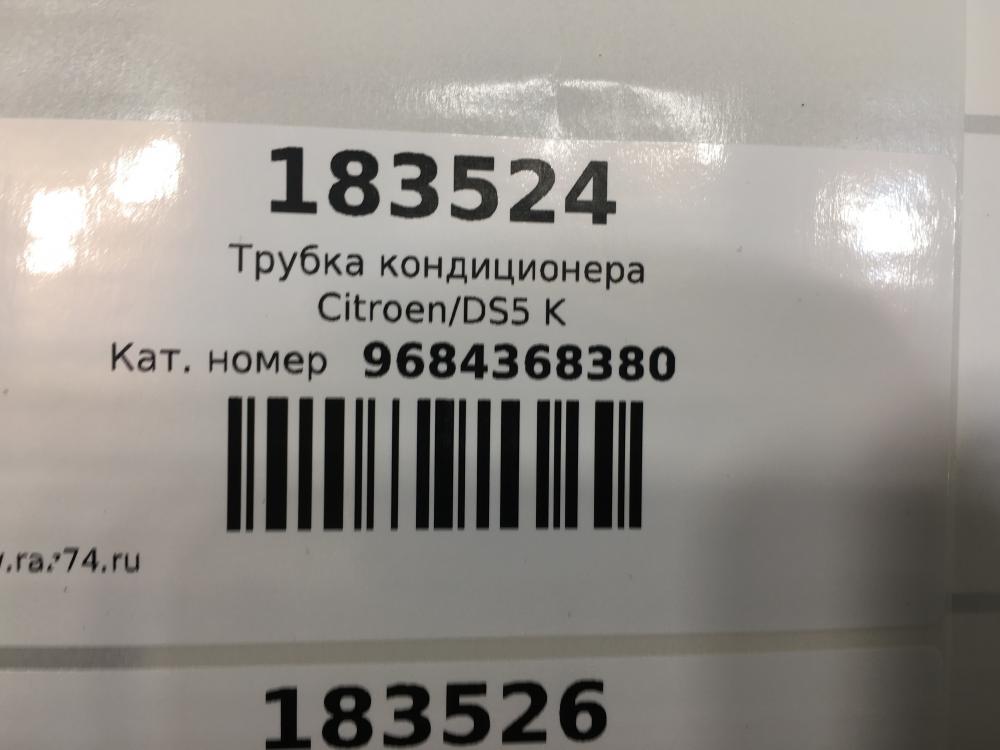 183524
Трубка кондиционера
Citroen/DS5 K
Кат. номер 9684368380
183526